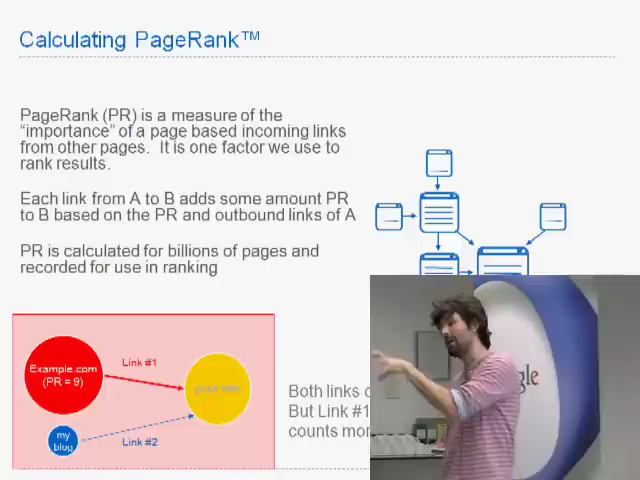 Calculating PageRank™
PageRank (PR) is a measure of the
“importance” of a page based incoming links
from other pages. It is one factor we use to
rank results.
Each link from A to B adds some amount PR
to B based on the PR and outbound links of A
PR is calculated for billions of pages and
recorded for use in ranking
Example.com
(PR = 9)
Link #1
your site
my
blog
Link #2
Both links
But Link #1
counts
gle